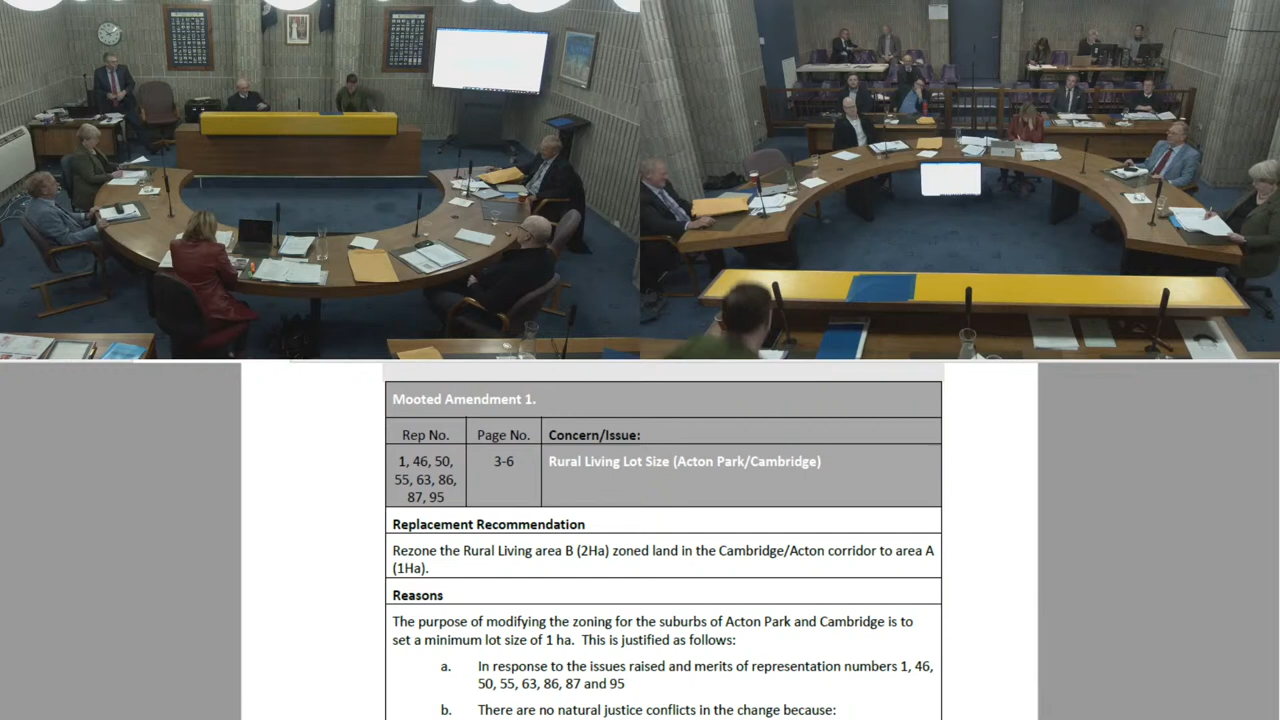 Mooted Amendment 1.
Rep No.
Page No.
Concern/Issue:
1, 46, 50,
55, 63, 86,
87, 95
3-6
Rural Living Lot Size (Acton Park/Cambridge)
Replacement Recommendation
Rezone the Rural Living area B (2Ha) zoned land in the Cambridge/Acton corridor to area A
(1Ha).
Reasons
The purpose of modifying the zoning for the suburbs of Acton Park and Cambridge is to
set a minimum lot size of 1 ha.  This is justified as follows:
a. In response to the issues raised and merits of representation numbers 1, 46,
50, 55, 63, 86, 87 and 95
b. There are no natural justice conflicts in the change because: